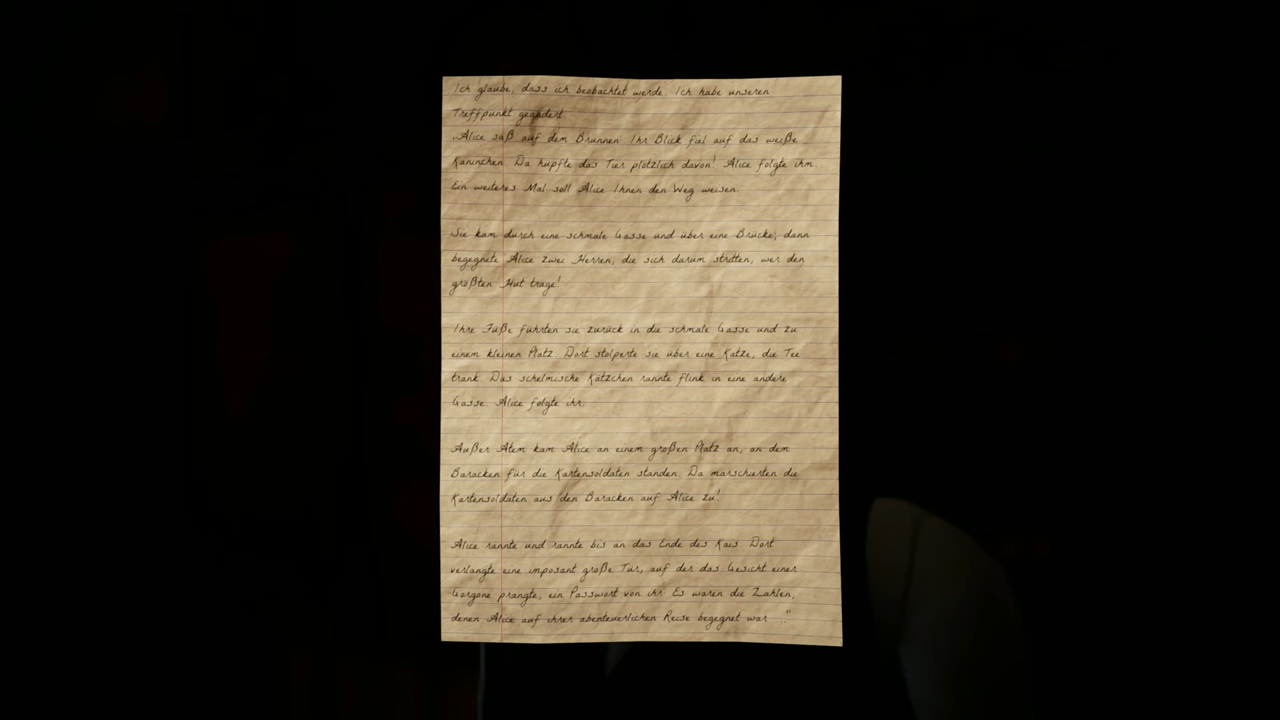 Ich glaube, dass ich beobachtet werde. Ich habe unseren
Treffpunkt geändert.
„Alice saß auf dem Brunnen. Ihr Blick fiel auf das weiße
Kaninchen. Da hüpfte das Tier plötzlich davon! Alice folgte ihm.
Ein weiteres Mal soll Alice Ihnen den Weg weisen.
Sie kam durch eine schmale Gasse und über eine Brücke; dann
begegnete Alice zwei Herren, die sich darum stritten, wer den
größten Hut trage!
Ihre Füße führten sie zurück in die schmale Gasse und zu
einem kleinen Platz. Dort stolperte sie über eine Katze, die Tee
trank. Das schelmische Kätzchen rannte flink in eine andere
Gasse. Alice folgte ihr.
Außer Atem kam Alice an einem großen Platz an, an dem
Baracken für die Kartensoldaten standen. Da marschierten die
Kartensoldaten aus den Baracken auf Alice zu!
Alice rannte und rannte bis an das Ende des Kais. Dort
verlangte eine imposant große Tür, auf der das Gesicht einer
Gorgone prangte, ein Passwort von ihr. Es waren die Zahlen,
denen Alice auf ihrer abenteuerlichen Reise begegnet war ..."